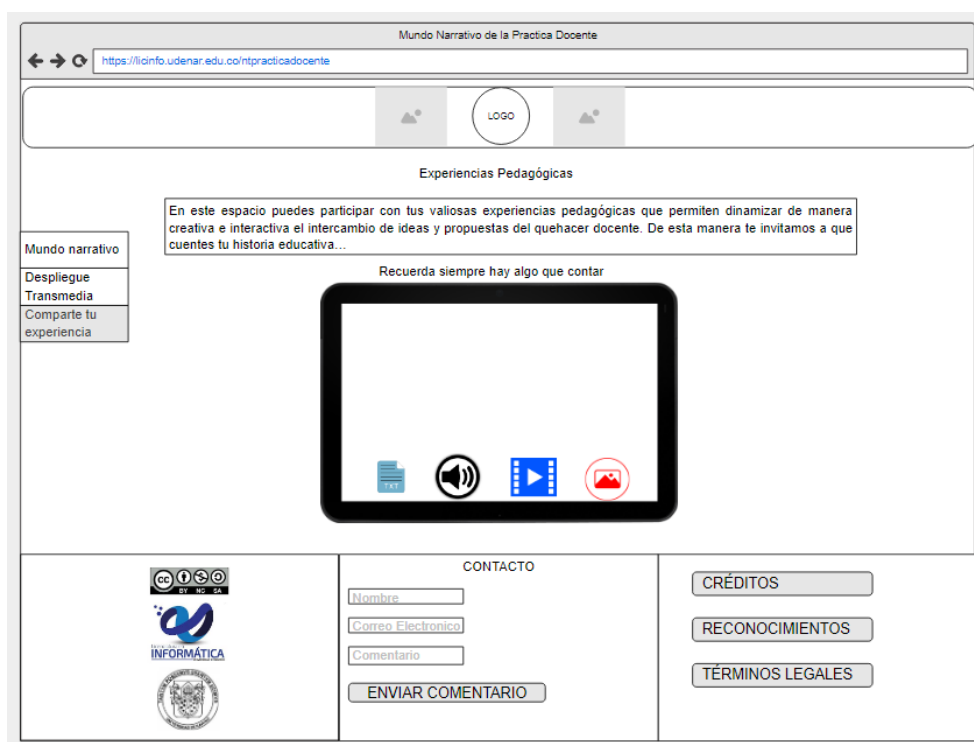 Mundo Narrativo de la Practica Docente
https://licinfo.udenar.edu.co/ntpracticadocente
LOGO
Experiencias Pedagógicas
En este espacio puedes participar con tus valiosas experiencias pedagógicas que permiten dinamizar de manera
creativa e interactiva el intercambio de ideas y propuestas del quehacer docente. De esta manera te invitamos a que
cuentes tu historia educativa...
Recuerda siempre hay algo que contar
Mundo narrativo
Despliegue
Transmedia
Comparte tu
experiencia
TXT
cc
BY NC SA
INFORMÁTICA
CONTACTO
Nombre
Correo Electronico
Comentario
ENVIAR COMENTARIO
CRÉDITOS
RECONOCIMIENTOS
TÉRMINOS LEGALES